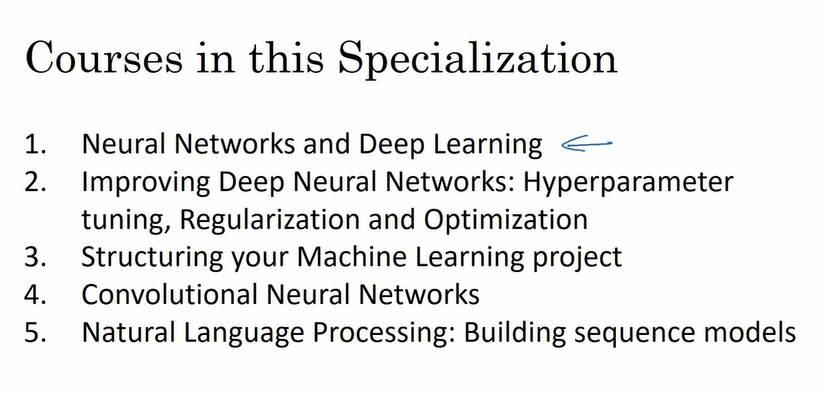 Courses in this Specialization
1. Neural Networks and Deep Learning
2. Improving Deep Neural Networks: Hyperparameter
tuning, Regularization and Optimization
3. Structuring your Machine Learning project
4. Convolutional Neural Networks
5. Natural Language Processing: Building sequence models